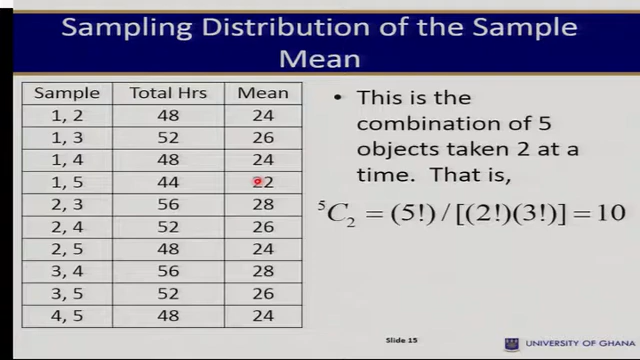 Sampling Distribution of the Sample
Mean
Sample Total Hrs Mean
1, 2 48 24
1, 3 52 26
1, 4 48 24
1, 5 44 22
2, 3 56 28
2, 4 52 26
2, 5 48 24
3, 4 56 28
3, 5 52 26
4, 5 48 24
• This is the
combination of 5
objects taken 2 at a
time. That is,
⁵C₂ = (5!) / [(2!)(3!)] = 10
Slide 15
UNIVERSITY OF GHANA